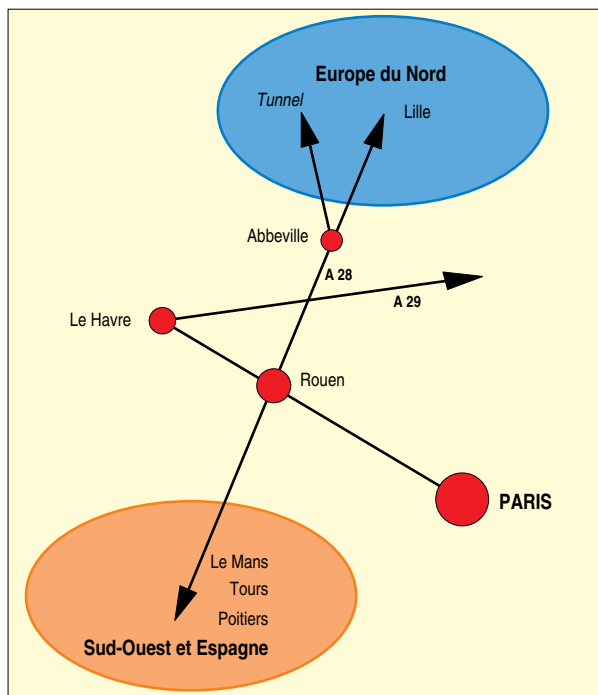 Europe du Nord
Tunnel
Lille
Abbeville
A 28
A 29
Le Havre
Rouen
PARIS
Le Mans
Tours
Poitiers
Sud-Ouest et Espagne